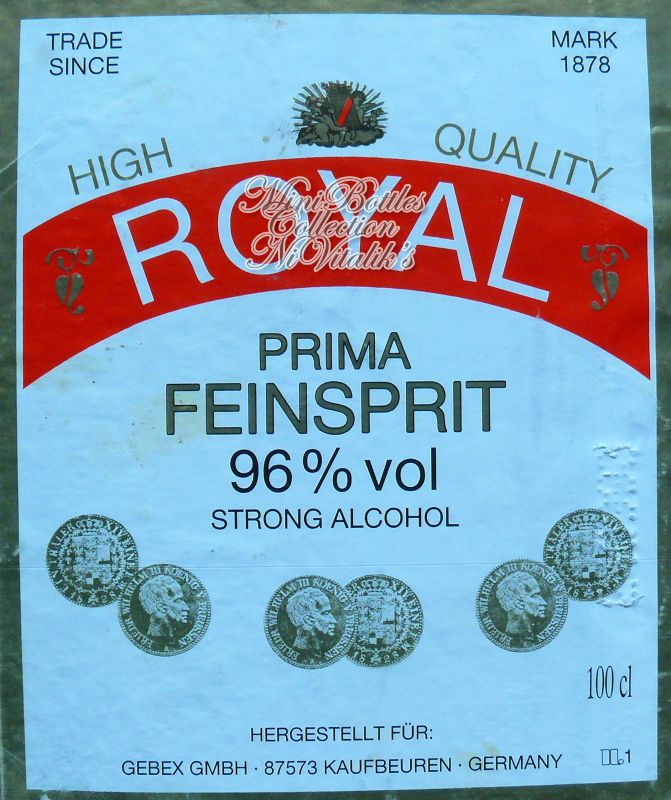 TRADE
SINCE
MARK
1878
HIGH QUALITY
ROYAL
MiniBottles
Collection
NiVitalik's
PRIMA
FEINSPRIT
96 % vol
STRONG ALCOHOL
100 cl
HERGESTELLT FÜR:
GEBEX GMBH · 87573 KAUFBEUREN · GERMANY
1